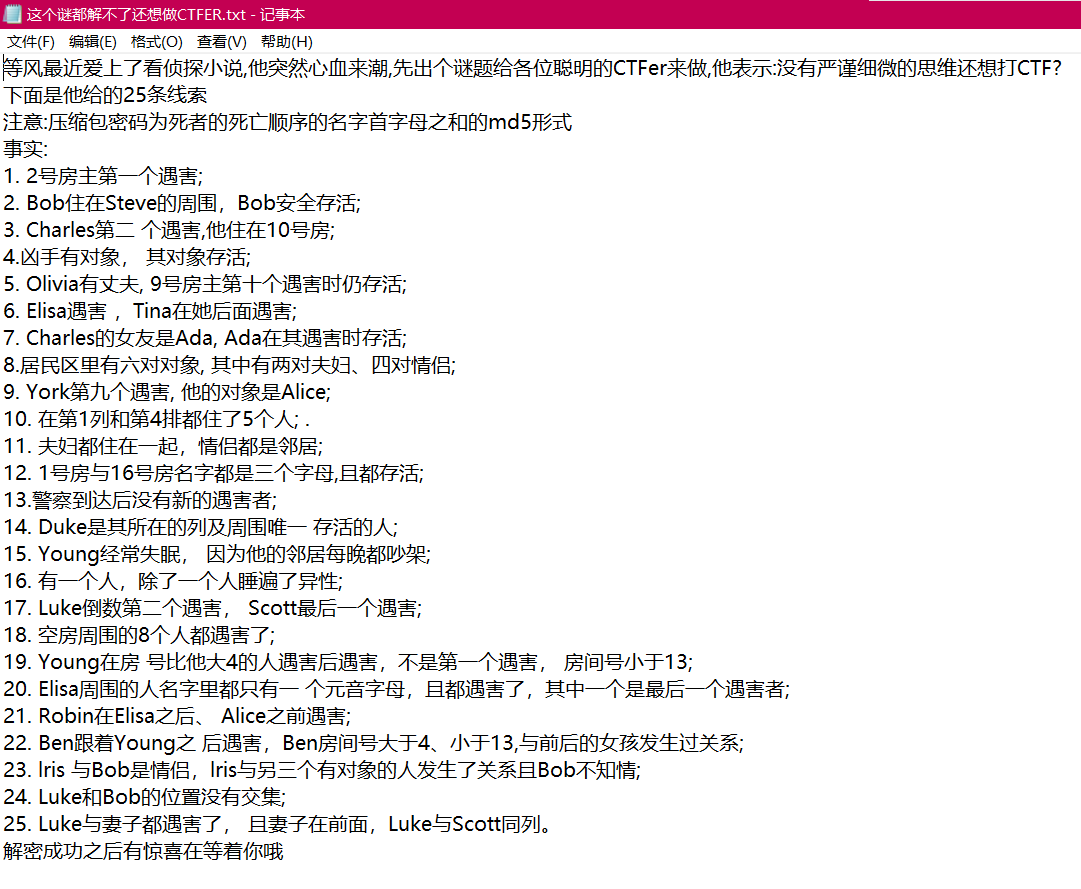 这个谜都解不了还想做CTFER.txt - 记事本
文件(F) 编辑(E) 格式(O) 查看(V) 帮助(H)
等风最近爱上了看侦探小说,他突然心血来潮,先出个谜题给各位聪明的CTFer来做,他表示:没有严谨细微的思维还想打CTF?
下面是他给的25条线索
注意:压缩包密码为死者的死亡顺序的名字首字母之和的md5形式
事实:
1. 2号房主第一个遇害;
2. Bob住在Steve的周围，Bob安全存活;
3. Charles第二 个遇害,他住在10号房;
4.凶手有对象， 其对象存活;
5. Olivia有丈夫, 9号房主第十个遇害时仍存活;
6. Elisa遇害 ，Tina在她后面遇害;
7. Charles的女友是Ada, Ada在其遇害时存活;
8.居民区里有六对对象, 其中有两对夫妇、四对情侣;
9. York第九个遇害, 他的对象是Alice;
10. 在第1列和第4排都住了5个人; .
11. 夫妇都住在一起，情侣都是邻居;
12. 1号房与16号房名字都是三个字母,且都存活;
13.警察到达后没有新的遇害者;
14. Duke是其所在的列及周围唯一 存活的人;
15. Young经常失眠， 因为他的邻居每晚都吵架;
16. 有一个人，除了一个人睡遍了异性;
17. Luke倒数第二个遇害， Scott最后一个遇害;
18. 空房周围的8个人都遇害了;
19. Young在房 号比他大4的人遇害后遇害，不是第一个遇害， 房间号小于13;
20. Elisa周围的人名字里都只有一 个元音字母，且都遇害了，其中一个是最后一个遇害者;
21. Robin在Elisa之后、 Alice之前遇害;
22. Ben跟着Young之 后遇害，Ben房间号大于4、小于13,与前后的女孩发生过关系;
23. lris 与Bob是情侣，lris与另三个有对象的人发生了关系且Bob不知情;
24. Luke和Bob的位置没有交集;
25. Luke与妻子都遇害了， 且妻子在前面，Luke与Scott同列。
解密成功之后有惊喜在等着你哦